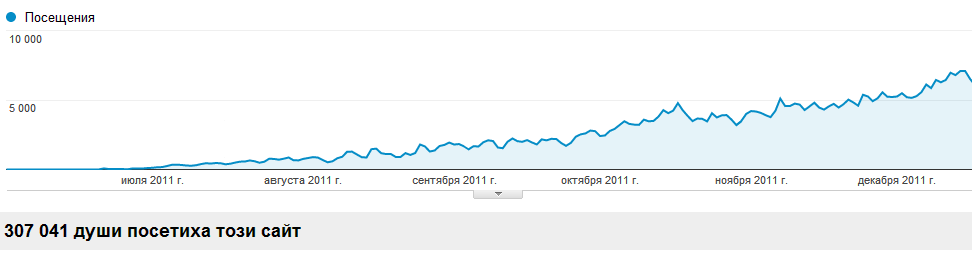 Посещения
10 000
5 000
июля 2011 г. августа 2011 г. сентября 2011 г. октября 2011 г. ноября 2011 г. декабря 2011 г.
307 041 души посетиха този сайт